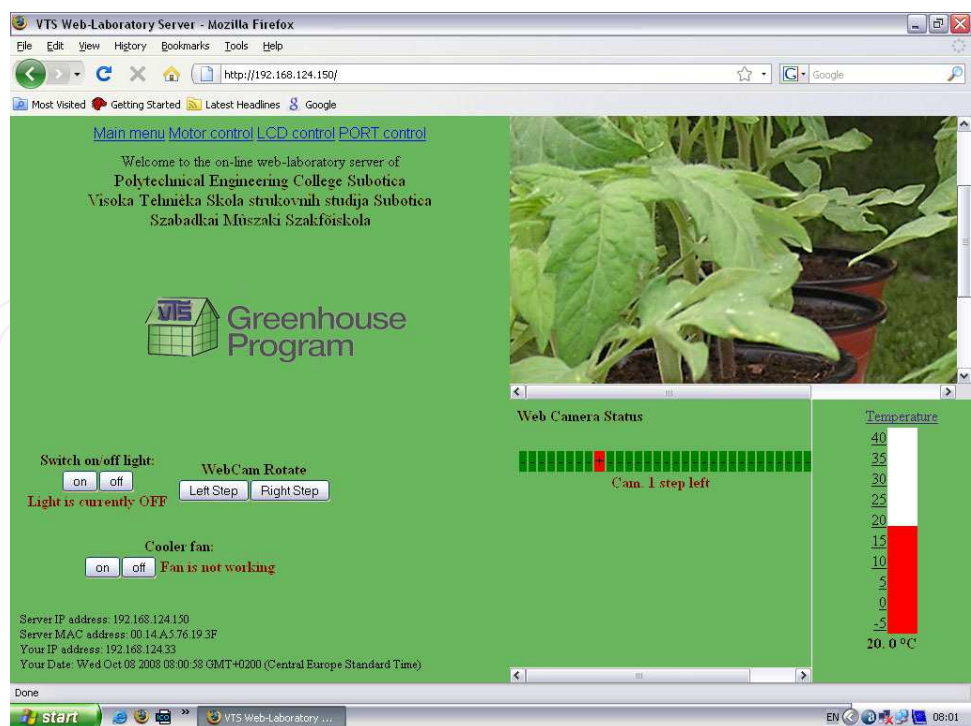 VTS Web-Laboratory Server - Mozilla Firefox
File Edit View History Bookmarks Tools Help
http://192.168.124.150/
Google
Most Visited Getting Started Latest Headlines Google
Main menu Motor control LCD control PORT control
Welcome to the on-line web-laboratory server of
Polytechnical Engineering College Subotica
Visoka Tehnièka Skola strukovnih studija Subotica
Szabadkai Mûszaki Szakfõiskola
VTŠ
Greenhouse
Program
Switch on/off light:
on off
Light is currently OFF
WebCam Rotate
Left Step Right Step
Cooler fan:
on off Fan is not working
Server IP address: 192.168.124.150
Server MAC address: 00.14.A5.76.19.3F
Your IP address: 192.168.124.33
Your Date: Wed Oct 08 2008 08:00:58 GMT+0200 (Central Europe Standard Time)
Web Camera Status
Cam. 1 step left
Temperature
40
35
30
25
20
15
10
5
0
-5
20.0 °C
Done
start
VTS Web-Laboratory ...
EN
08:01